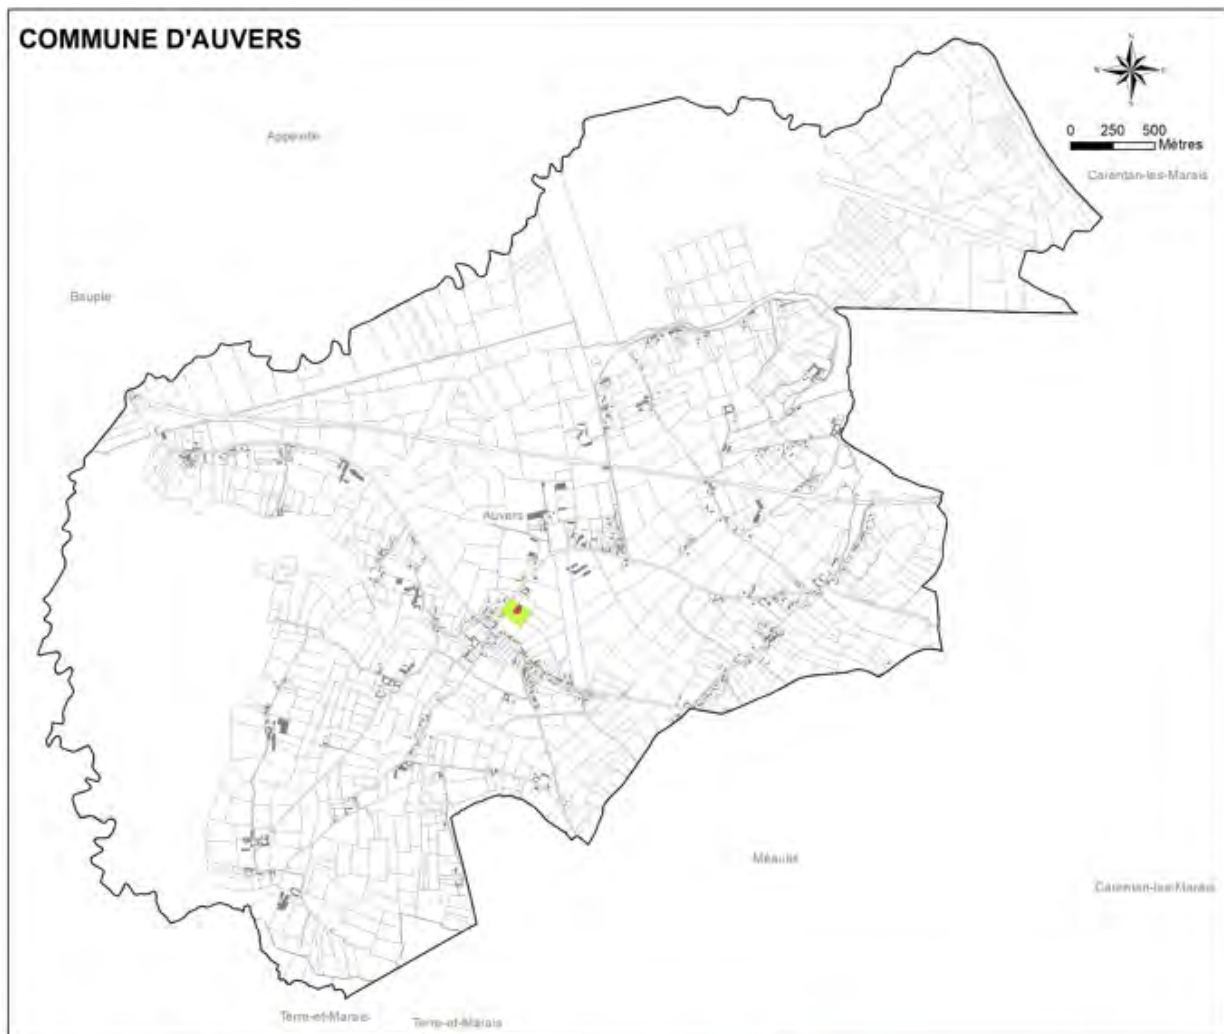 COMMUNE D'AUVERS
N
E
S
0 250 500
Mètres
Appeville
Carentan-les-Marais
Baupte
Auvers
Méautis
Carentan-les-Marais
Terre-et-Marais
Terre-et-Marais